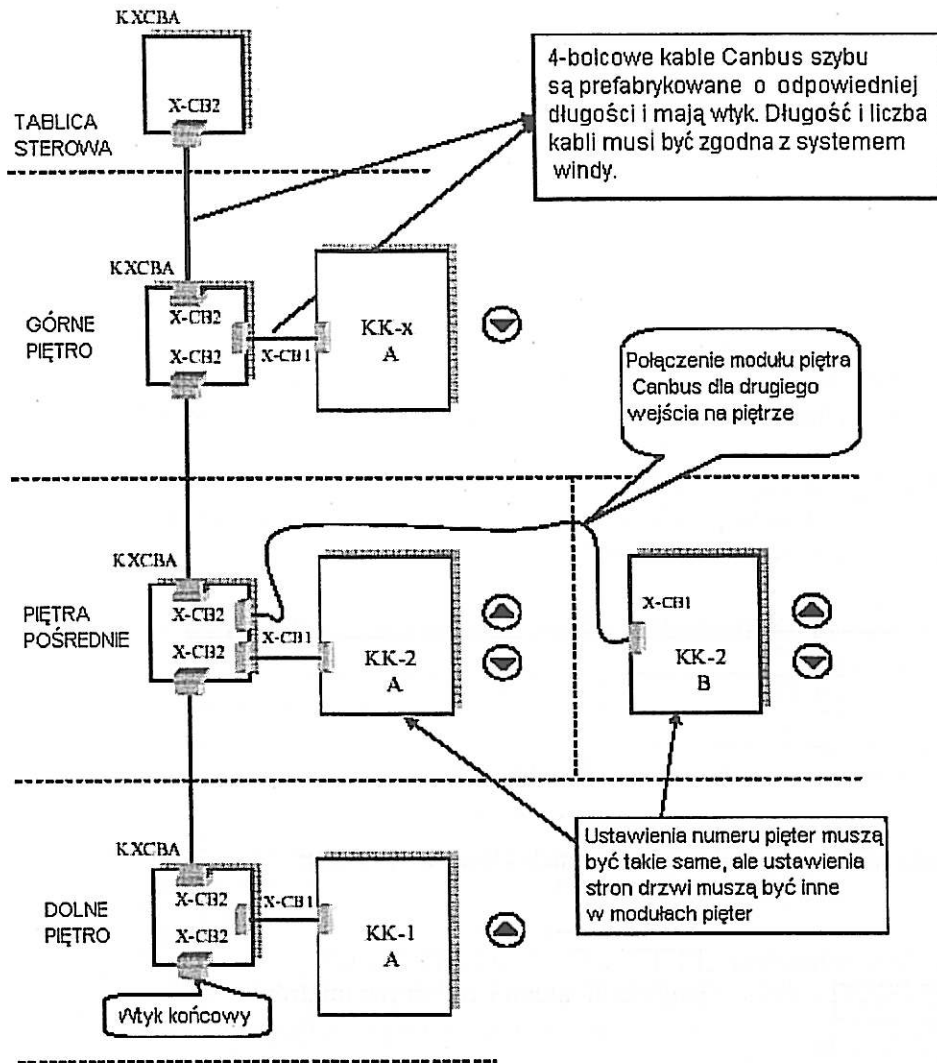 KXCBA
X-CB2
TABLICA
STEROWA
4-bolcowe kable Canbus szybu
są prefabrykowane o odpowiedniej
długości i mają wtyk. Długość i liczba
kabli musi być zgodna z systemem
windy.
KXCBA
GÓRNE
PIĘTRO
X-CB2
X-CB2
X-CB1
KK-x
A
Połączenie modułu piętra
Canbus dla drugiego
wejścia na piętrze
KXCBA
PIĘTRA
POŚREDNIE
X-CB2
X-CB2
X-CB1
KK-2
A
X-CB1
KK-2
B
Ustawienia numeru pięter muszą
być takie same, ale ustawienia
stron drzwi muszą być inne
w modułach pięter
KXCBA
DOLNE
PIĘTRO
X-CB2
X-CB2
X-CB1
KK-1
A
Wtyk końcowy